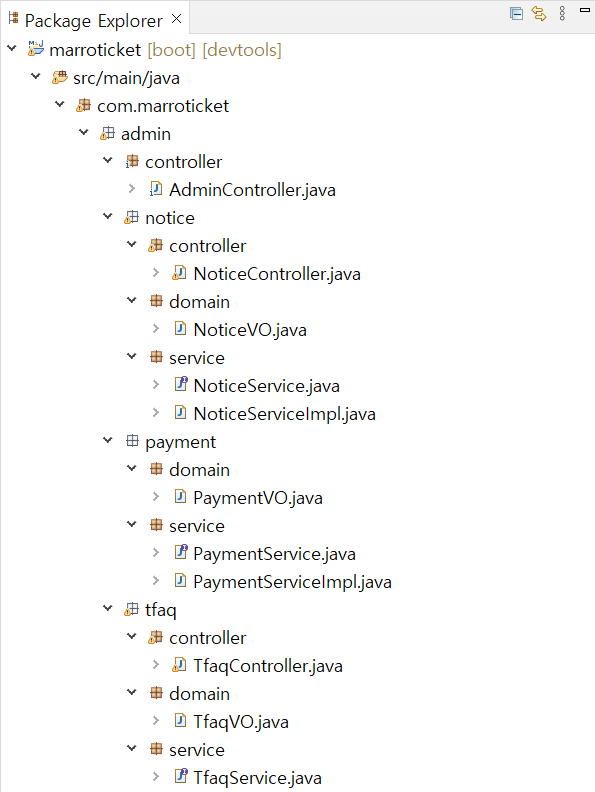 Package Explorer
marroticket [boot] [devtools]
src/main/java
com.marroticket
admin
controller
AdminController.java
notice
controller
NoticeController.java
domain
NoticeVO.java
service
NoticeService.java
NoticeServiceImpl.java
payment
domain
PaymentVO.java
service
PaymentService.java
PaymentServiceImpl.java
tfaq
controller
TfaqController.java
domain
TfaqVO.java
service
TfaqService.java